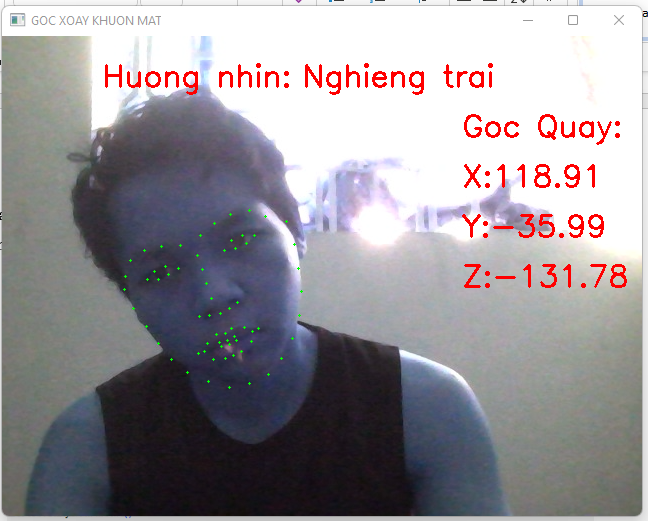 GOC XOAY KHUON MAT
Huong nhin: Nghieng trai
Goc Quay:
X:118.91
Y:-35.99
Z:-131.78